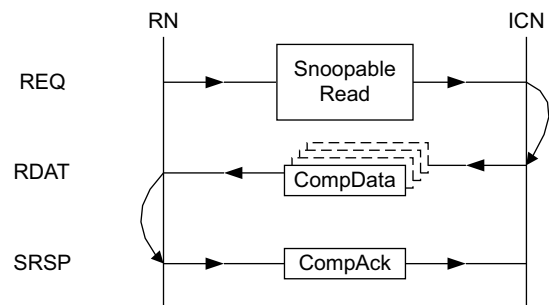 RN ICN
REQ Snoopable
Read
RDAT CompData
SRSP CompAck